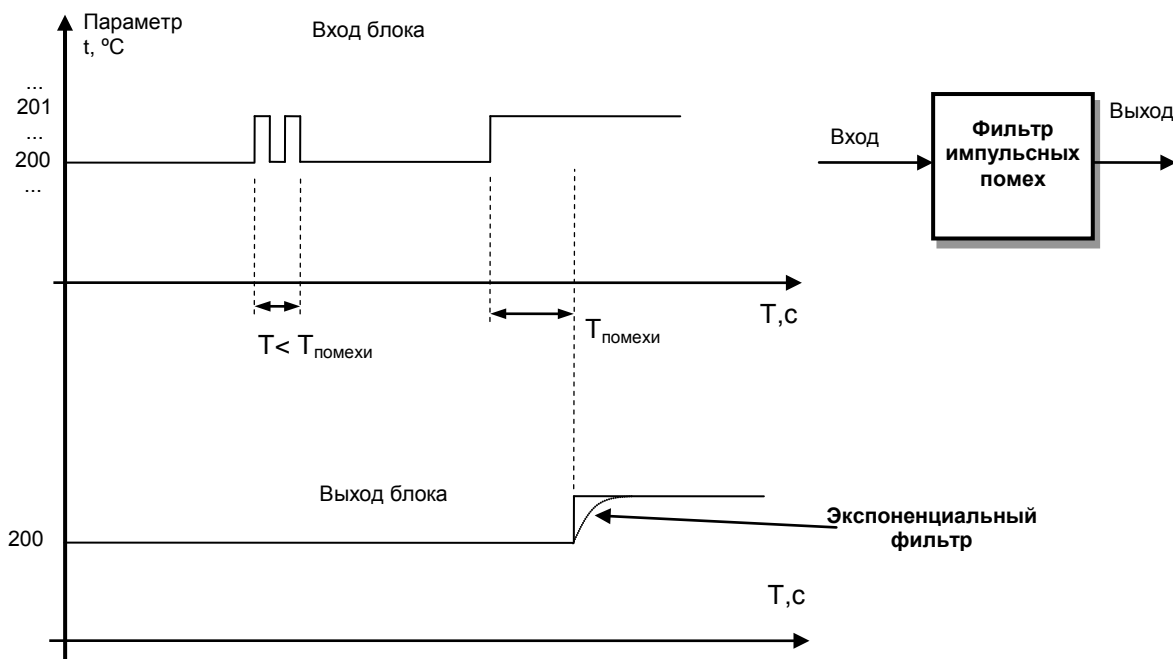 Параметр
t, ºC
Вход блока
...
201
...
200
...
Вход
Фильтр
импульсных
помех
Выход
T,c
T< Tпомехи
Tпомехи
Выход блока
200
Экспоненциальный
фильтр
T,c